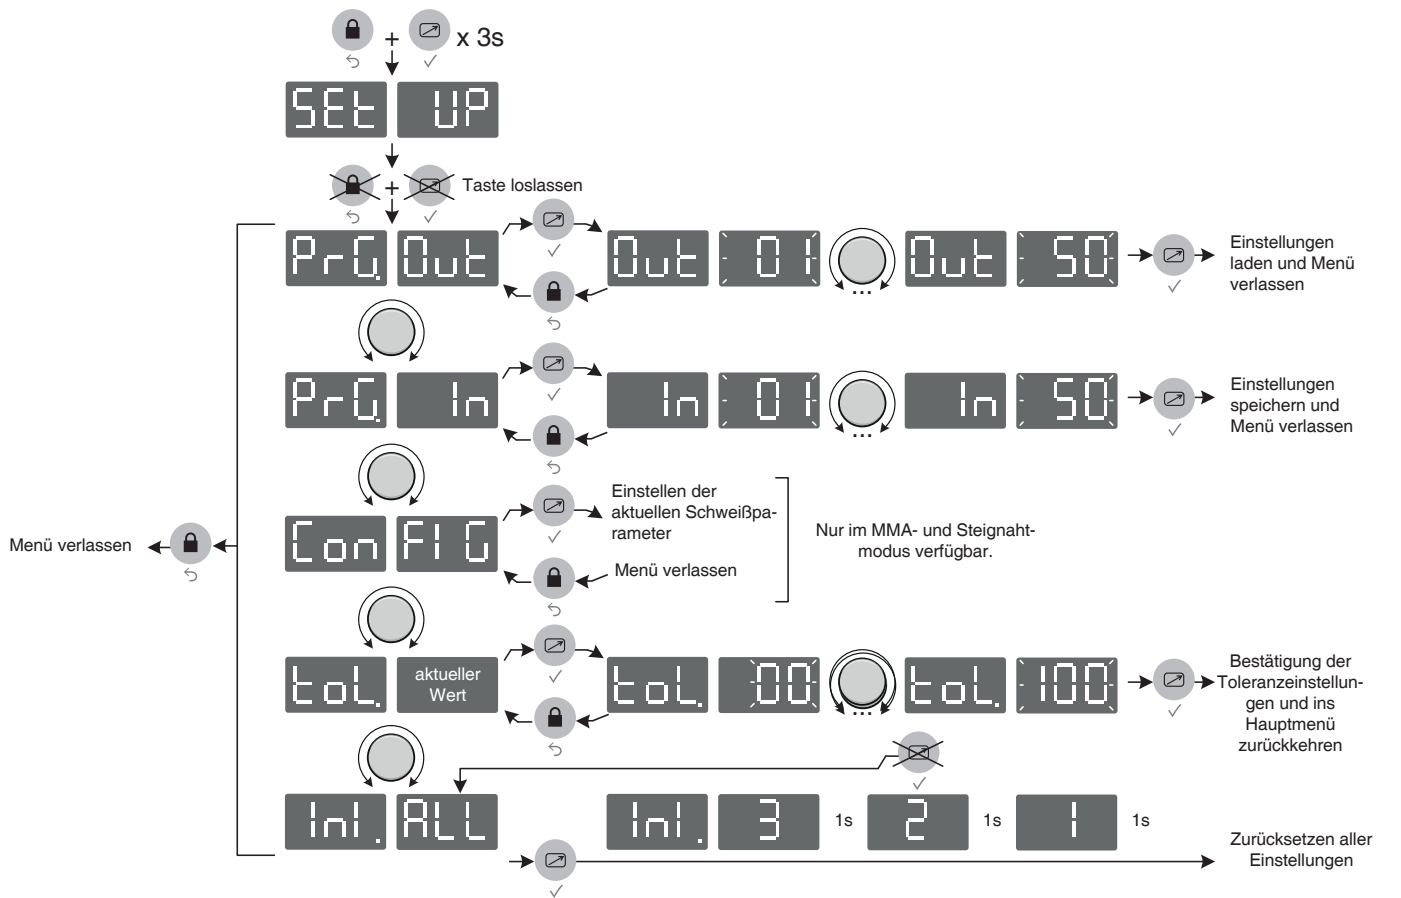 + x 3s
SEt UP
+ Taste loslassen
PrG. Out
Out 01
...
Out 50
Einstellungen
laden und Menü
verlassen
PrG. In
In 01
...
In 50
Einstellungen
speichern und
Menü verlassen
Con FIG
Einstellen der
aktuellen Schweißpa-
rameter
Menü verlassen
Nur im MMA- und Steignaht-
modus verfügbar.
Menü verlassen
toL. aktueller
Wert
toL. 00
...
toL. 100
Bestätigung der
Toleranzeinstellun-
gen und ins
Hauptmenü
zurückkehren
InI. ALL
InI. 3 1s 2 1s 1 1s
Zurücksetzen aller
Einstellungen